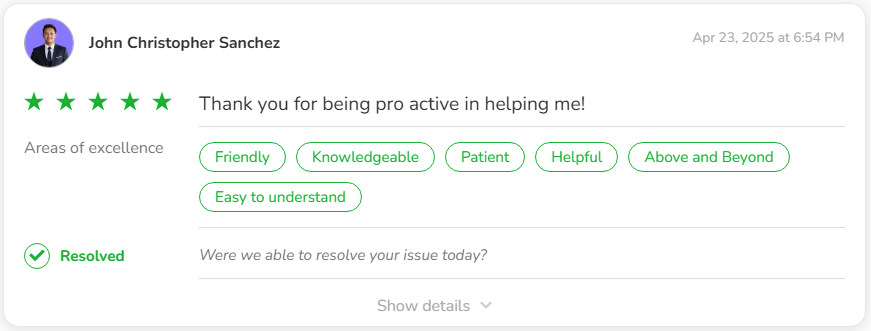 John Christopher Sanchez
Apr 23, 2025 at 6:54 PM
Thank you for being pro active in helping me!
Areas of excellence
Friendly Knowledgeable Patient Helpful Above and Beyond
Easy to understand
Resolved
Were we able to resolve your issue today?
Show details